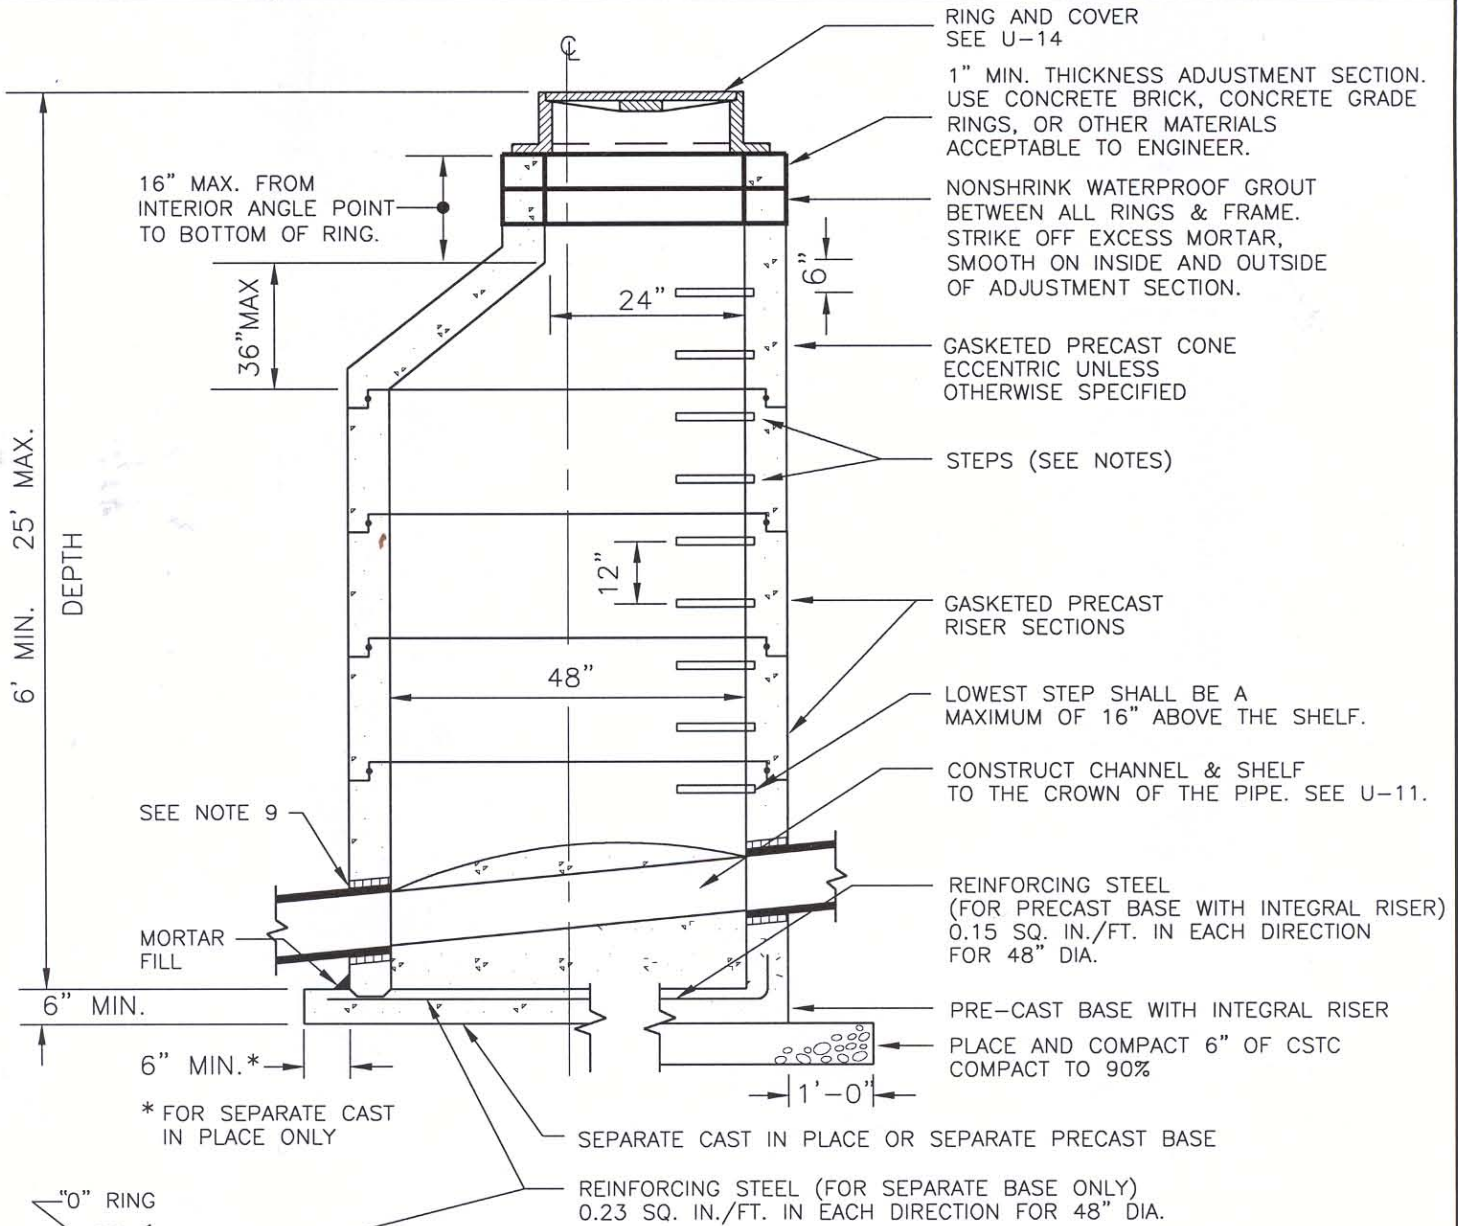 RING AND COVER
SEE U-14
1" MIN. THICKNESS ADJUSTMENT SECTION.
USE CONCRETE BRICK, CONCRETE GRADE
RINGS, OR OTHER MATERIALS
ACCEPTABLE TO ENGINEER.
16" MAX. FROM
INTERIOR ANGLE POINT
TO BOTTOM OF RING.
NONSHRINK WATERPROOF GROUT
BETWEEN ALL RINGS & FRAME.
STRIKE OFF EXCESS MORTAR,
SMOOTH ON INSIDE AND OUTSIDE
OF ADJUSTMENT SECTION.
6"
24"
36"MAX
GASKETED PRECAST CONE
ECCENTRIC UNLESS
OTHERWISE SPECIFIED
STEPS (SEE NOTES)
6' MIN. 25' MAX.
DEPTH
12"
GASKETED PRECAST
RISER SECTIONS
48"
LOWEST STEP SHALL BE A
MAXIMUM OF 16" ABOVE THE SHELF.
CONSTRUCT CHANNEL & SHELF
TO THE CROWN OF THE PIPE. SEE U-11.
SEE NOTE 9
REINFORCING STEEL
(FOR PRECAST BASE WITH INTEGRAL RISER)
0.15 SQ. IN./FT. IN EACH DIRECTION
FOR 48" DIA.
MORTAR
FILL
6" MIN.
PRE-CAST BASE WITH INTEGRAL RISER
PLACE AND COMPACT 6" OF CSTC
COMPACT TO 90%
6" MIN.*
1'-0"
* FOR SEPARATE CAST
IN PLACE ONLY
SEPARATE CAST IN PLACE OR SEPARATE PRECAST BASE
REINFORCING STEEL (FOR SEPARATE BASE ONLY)
0.23 SQ. IN./FT. IN EACH DIRECTION FOR 48" DIA.
"O" RING